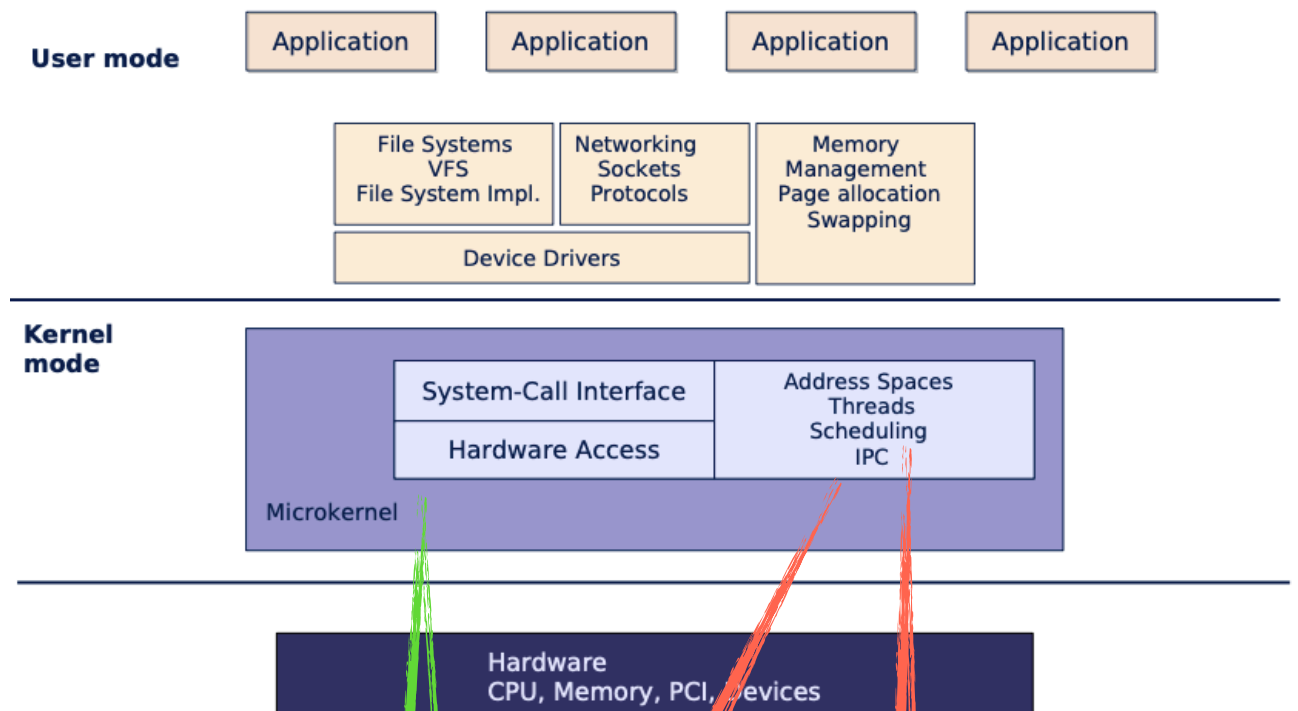 User mode
Application
Application
Application
Application
File Systems
VFS
File System Impl.
Networking
Sockets
Protocols
Memory
Management
Page allocation
Swapping
Device Drivers
Kernel
mode
System-Call Interface
Hardware Access
Address Spaces
Threads
Scheduling
IPC
Microkernel
Hardware
CPU, Memory, PCI, Devices